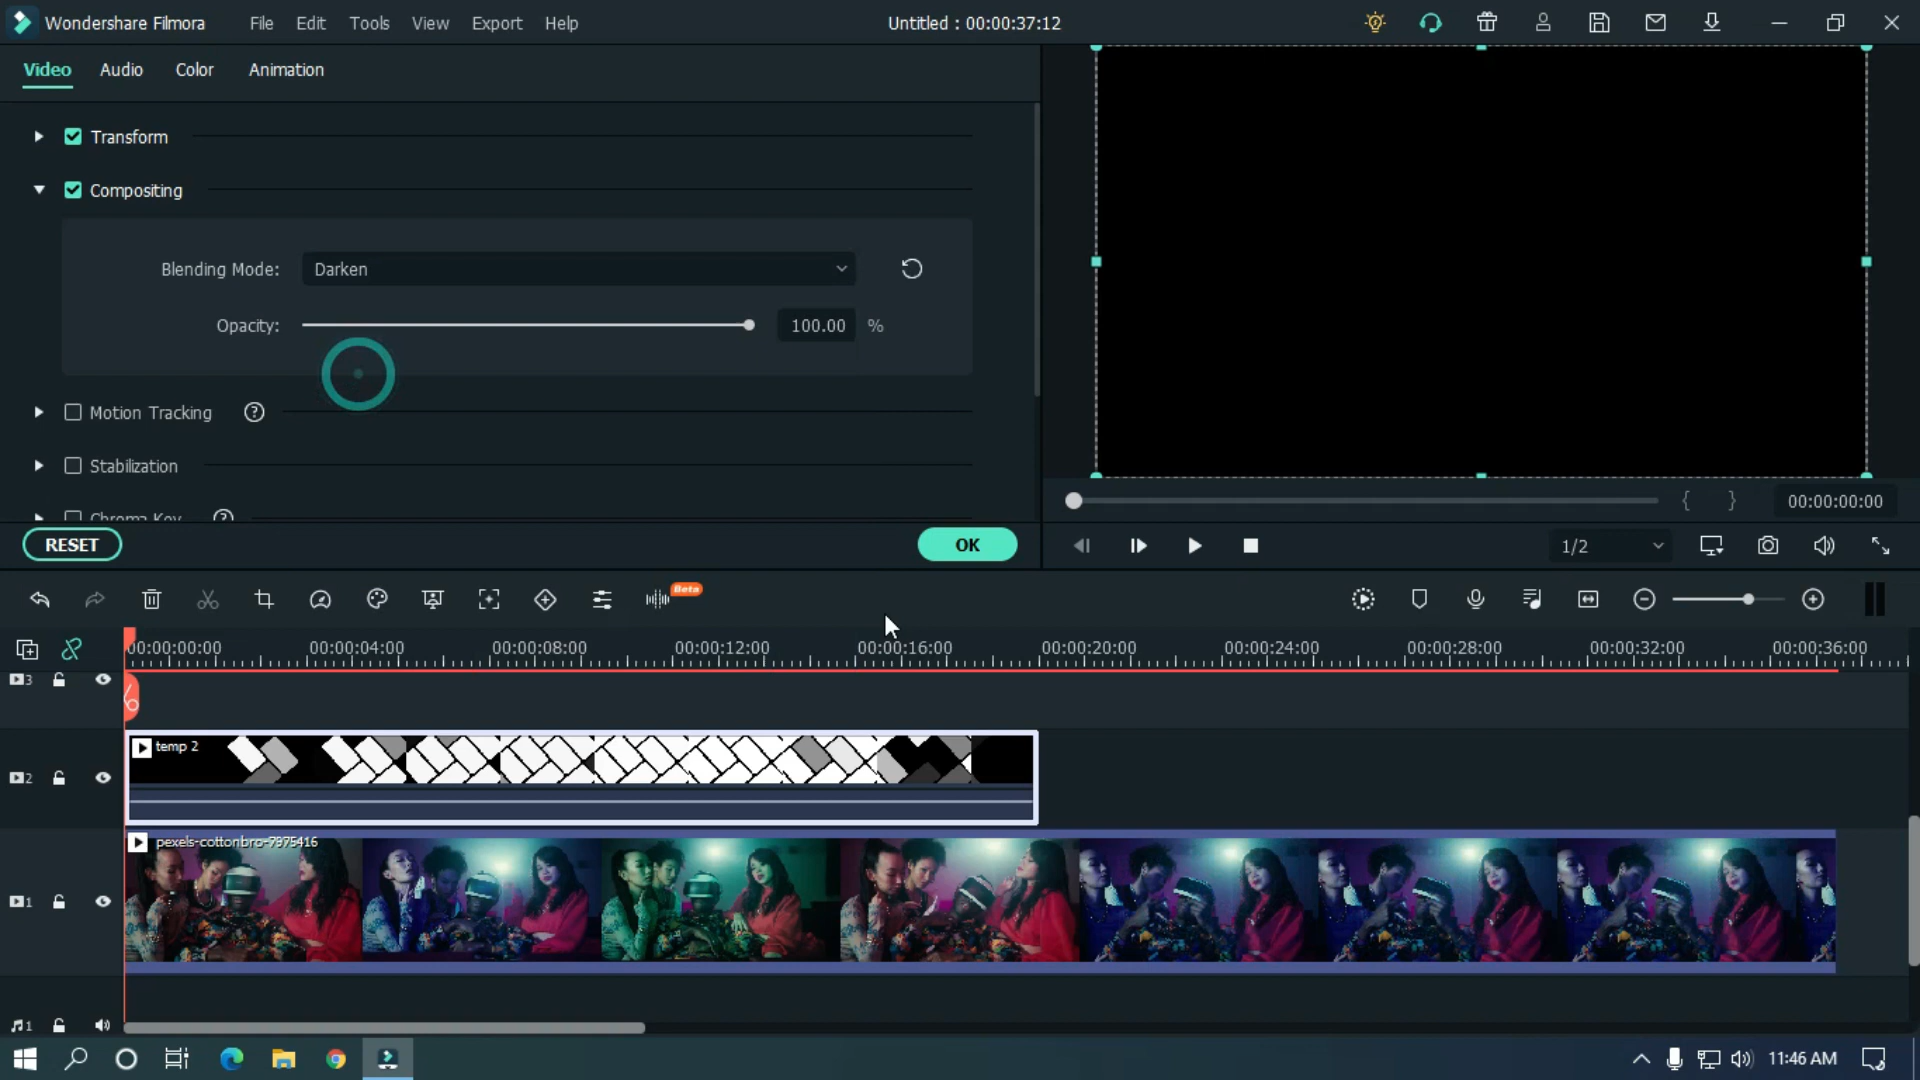 Wondershare Filmora File Edit Tools View Export Help Untitled : 00:00:37:12
Video Audio Color Animation
Transform
Compositing
Blending Mode: Darken
Opacity: 100.00 %
Motion Tracking ?
Stabilization
Chroma Key ?
{ } 00:00:00:00
RESET OK 1/2
Beta
00:00:00:00 00:00:04:00 00:00:08:00 00:00:12:00 00:00:16:00 00:00:20:00 00:00:24:00 00:00:28:00 00:00:32:00 00:00:36:00
3
temp 2
2
pexels-cottonbro-7975416
1
1
11:46 AM